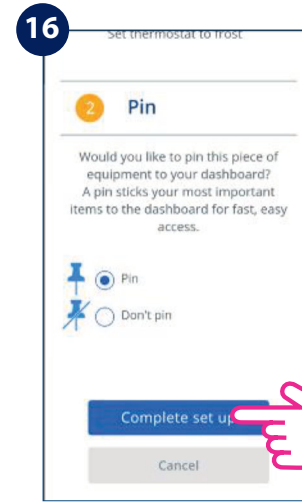 16
Set thermostat to frost
2 Pin
Would you like to pin this piece of
equipment to your dashboard?
A pin sticks your most important
items to the dashboard for fast, easy
access.
Pin
Don't pin
Complete set up
Cancel